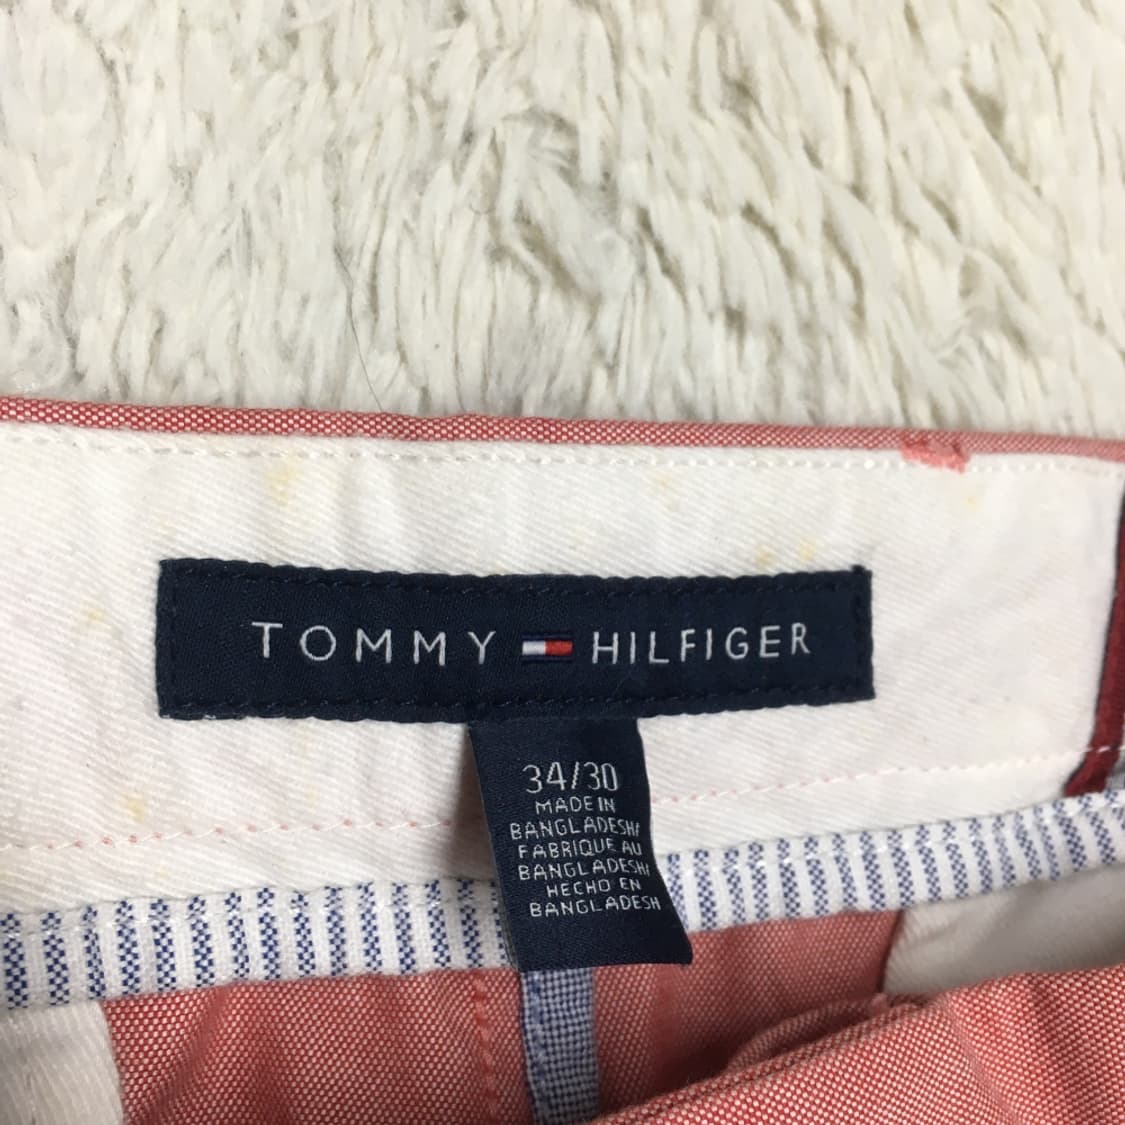 TOMMY HILFIGER
34/30
MADE IN
BANGLADESH/
FABRIQUE AU
BANGLADESH/
HECHO EN
BANGLADESH